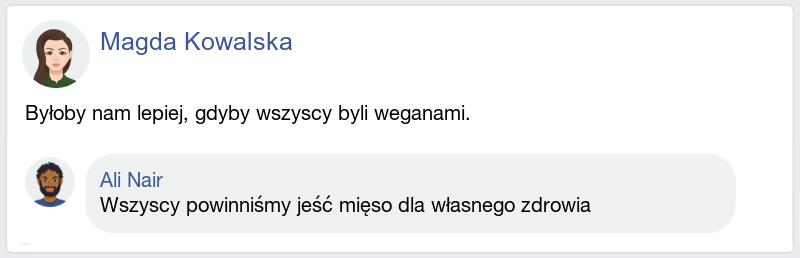 Magda Kowalska
Byłoby nam lepiej, gdyby wszyscy byli weganami.
Ali Nair
Wszyscy powinniśmy jeść mięso dla własnego zdrowia